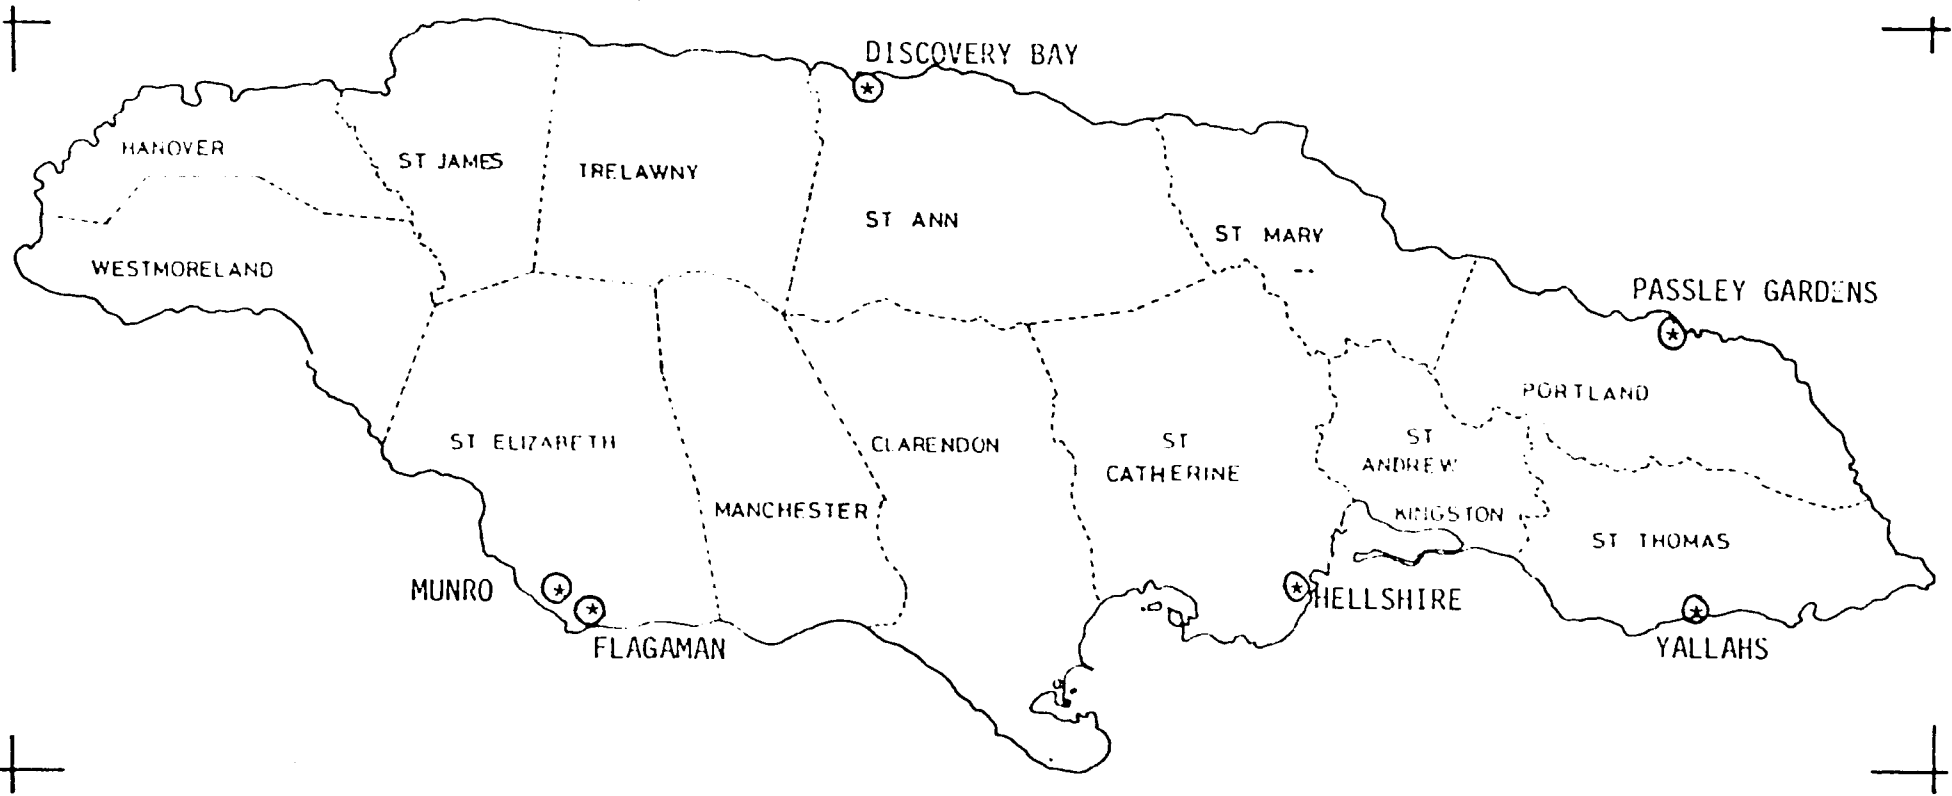 DISCOVERY BAY
HANOVER
ST JAMES
TRELAWNY
ST ANN
ST MARY
WESTMORELAND
PASSLEY GARDENS
PORTLAND
ST ELIZABETH
CLARENDON
ST
CATHERINE
ST
ANDREW
MANCHESTER
KINGSTON
ST THOMAS
MUNRO
HELLSHIRE
FLAGAMAN
YALLAHS